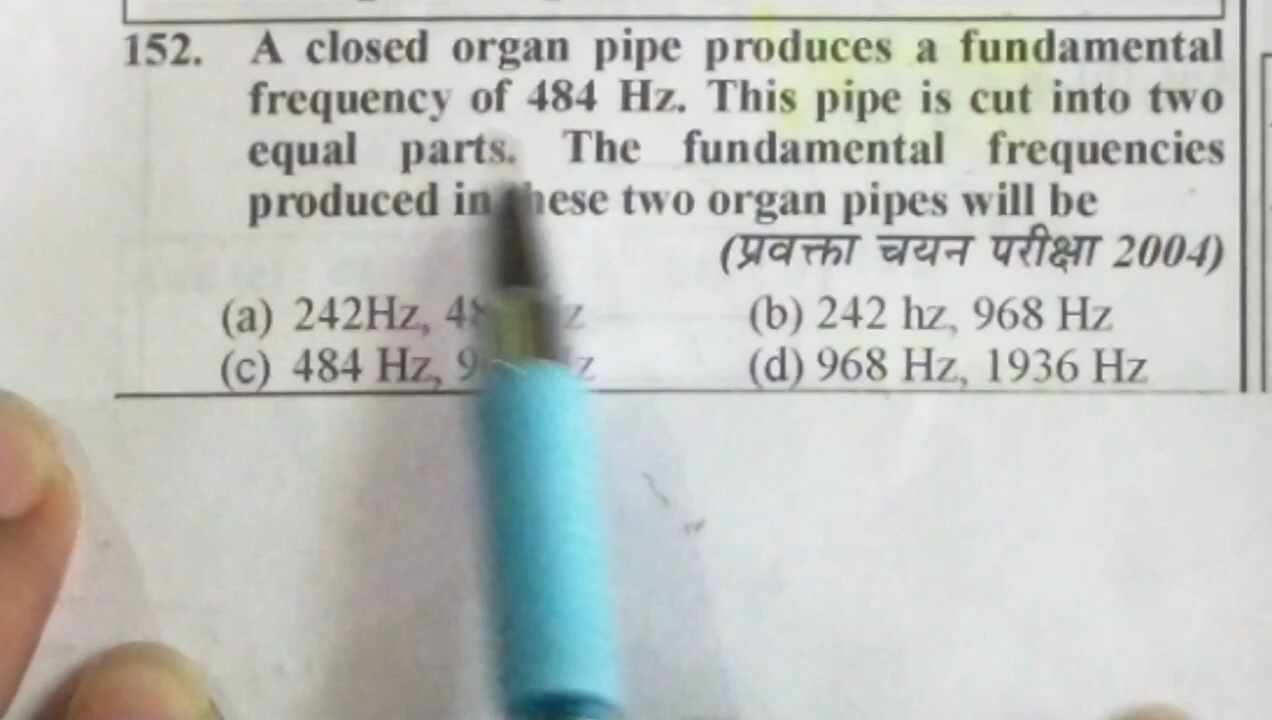 152. A closed organ pipe produces a fundamental
frequency of 484 Hz. This pipe is cut into two
equal parts. The fundamental frequencies
produced in two organ pipes will be
(प्रवक्ता चयन परीक्षा 2004)
(a) 242Hz, (b) 242 hz, 968 Hz
(c) 484 Hz, (d) 968 Hz, 1936 Hz